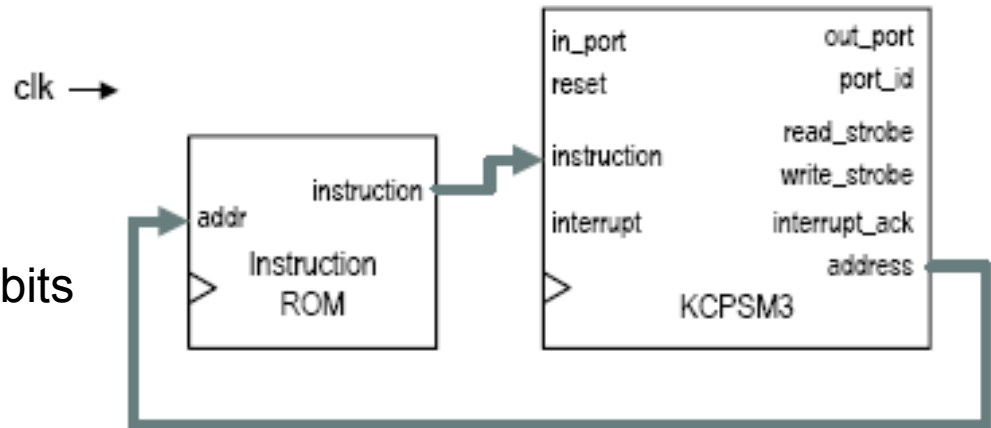 clk
in_port out_port
reset port_id
read_strobe
instruction instruction
write_strobe
addr
interrupt interrupt_ack
bits
Instruction address
ROM KCPSM3